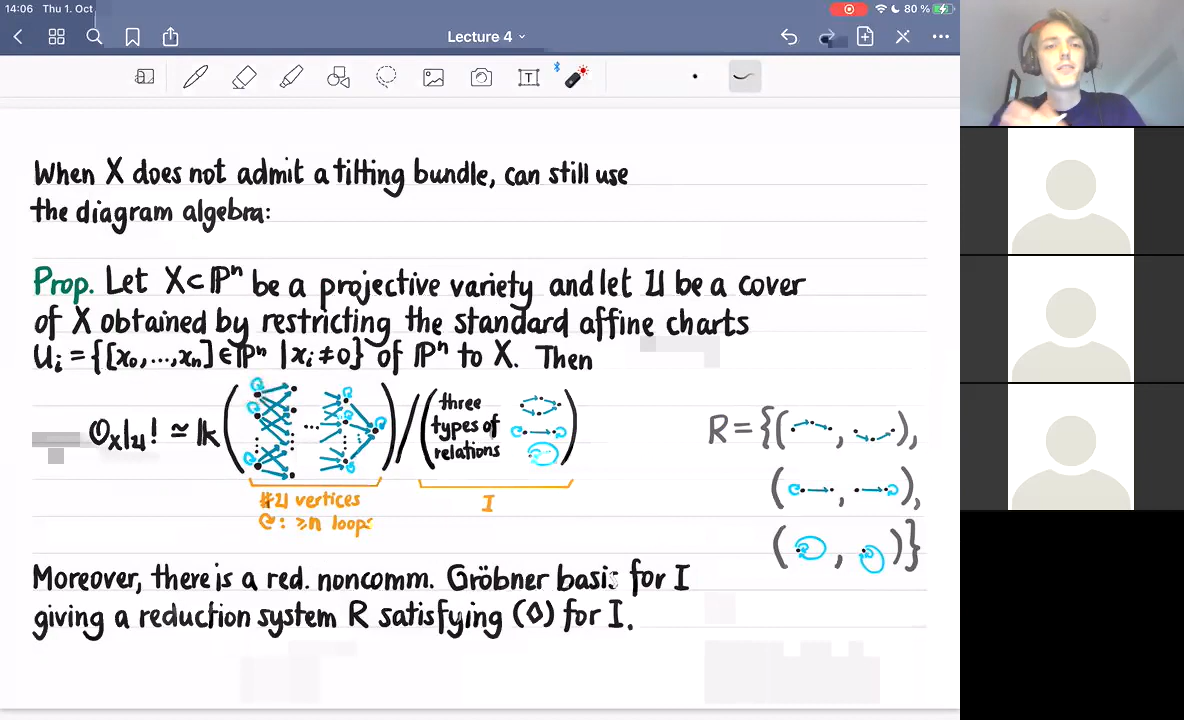 14:06 Thu 1. Oct
80 %
Lecture 4
When X does not admit a tilting bundle, can still use
the diagram algebra:
Prop. Let X⊂ℙⁿ be a projective variety and let 𝔘 be a cover
of X obtained by restricting the standard affine charts
Uᵢ = {[x₀,...,xₙ] ∈ ℙⁿ | xᵢ ≠ 0} of ℙⁿ to X. Then
𝒪ₓ|𝔘! ≃ 𝕜( ... ) / ( three types of relations )
#𝔘 vertices
: ≥n loops
I
R = {( , ),
( , ),
( , )}
Moreover, there is a red. noncomm. Gröbner basis for I
giving a reduction system R satisfying (◊) for I.